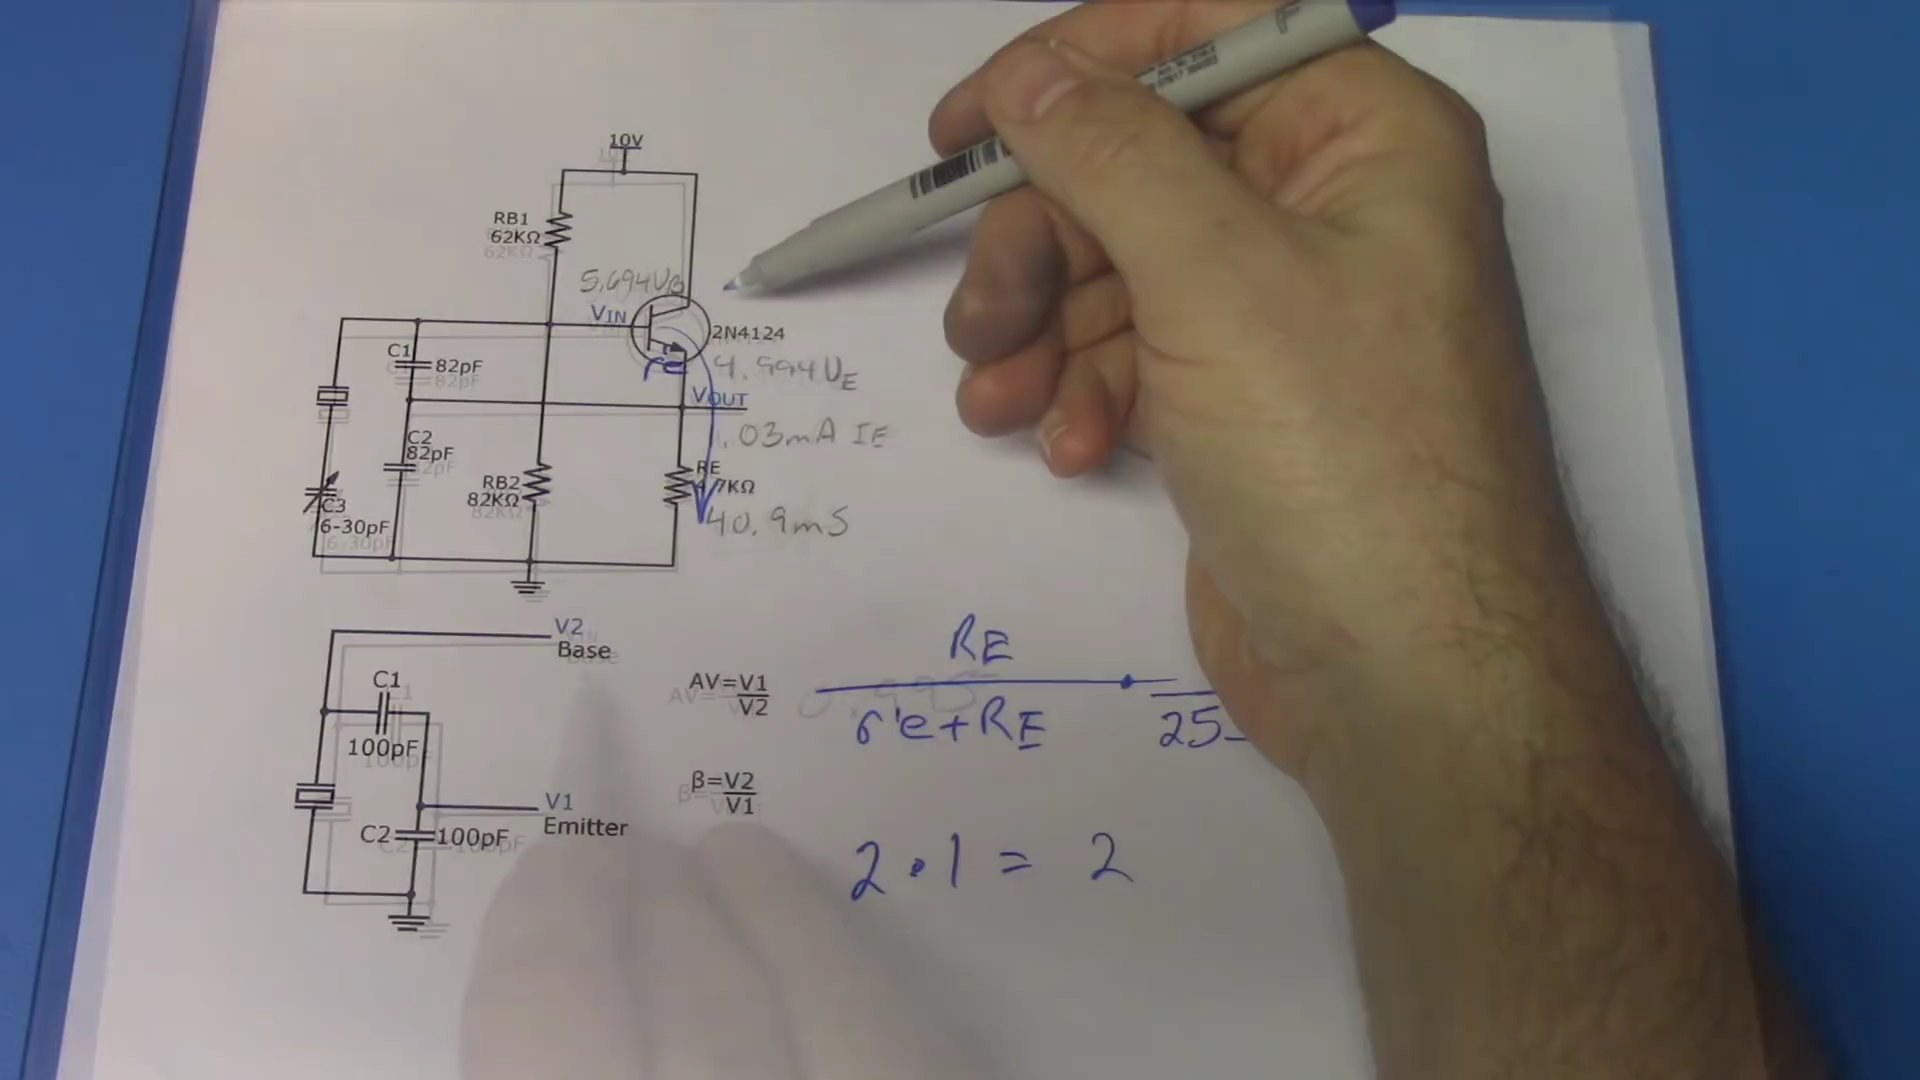 10V
RB1
62KΩ
5.694VB
VIN
2N4124
r'e
4.994VE
C1
82pF
VOUT
.03mA IE
C2
82pF
RB2
82KΩ
RE
4.7KΩ
C3
6-30pF
40.9mS
V2
Base
C1
100pF
V1
Emitter
C2
100pF
AV=V1
V2
β=V2
V1
RE
r'e+RE
25
2·1=2